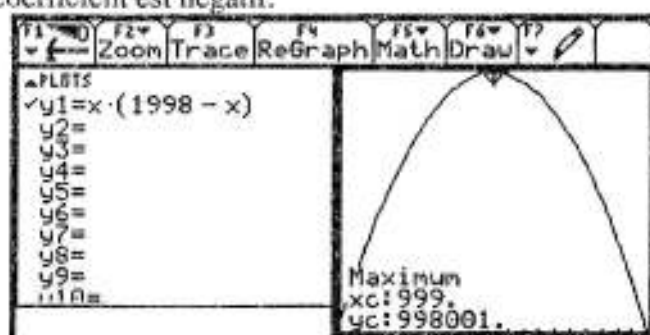 coefficient est négatif.
F1 F2 Zoom F3 Trace F4 ReGraph F5 Math F6 Draw F7
PLOTS
✓y1=x·(1998 - x)
y2=
y3=
y4=
y5=
y6=
y7=
y8=
y9=
y10=
Maximum
xc:999.
yc:998001.